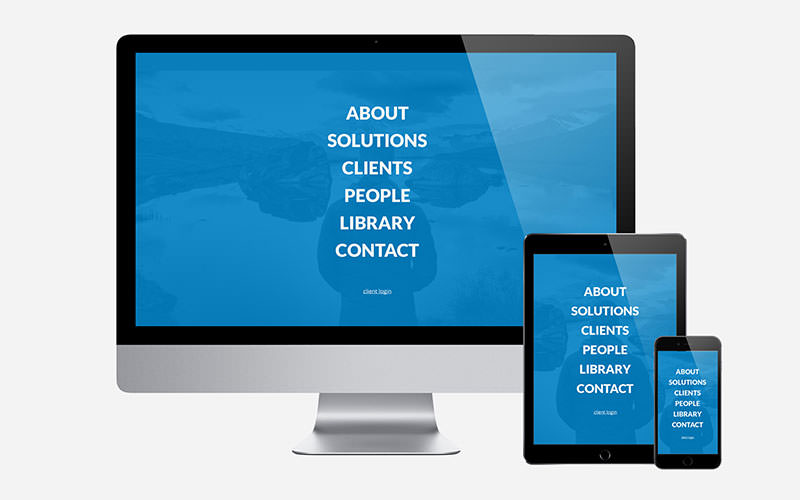 ABOUT
SOLUTIONS
CLIENTS
PEOPLE
LIBRARY
CONTACT
client login
ABOUT
SOLUTIONS
CLIENTS
PEOPLE
LIBRARY
CONTACT
client login
ABOUT
SOLUTIONS
CLIENTS
PEOPLE
LIBRARY
CONTACT
client login